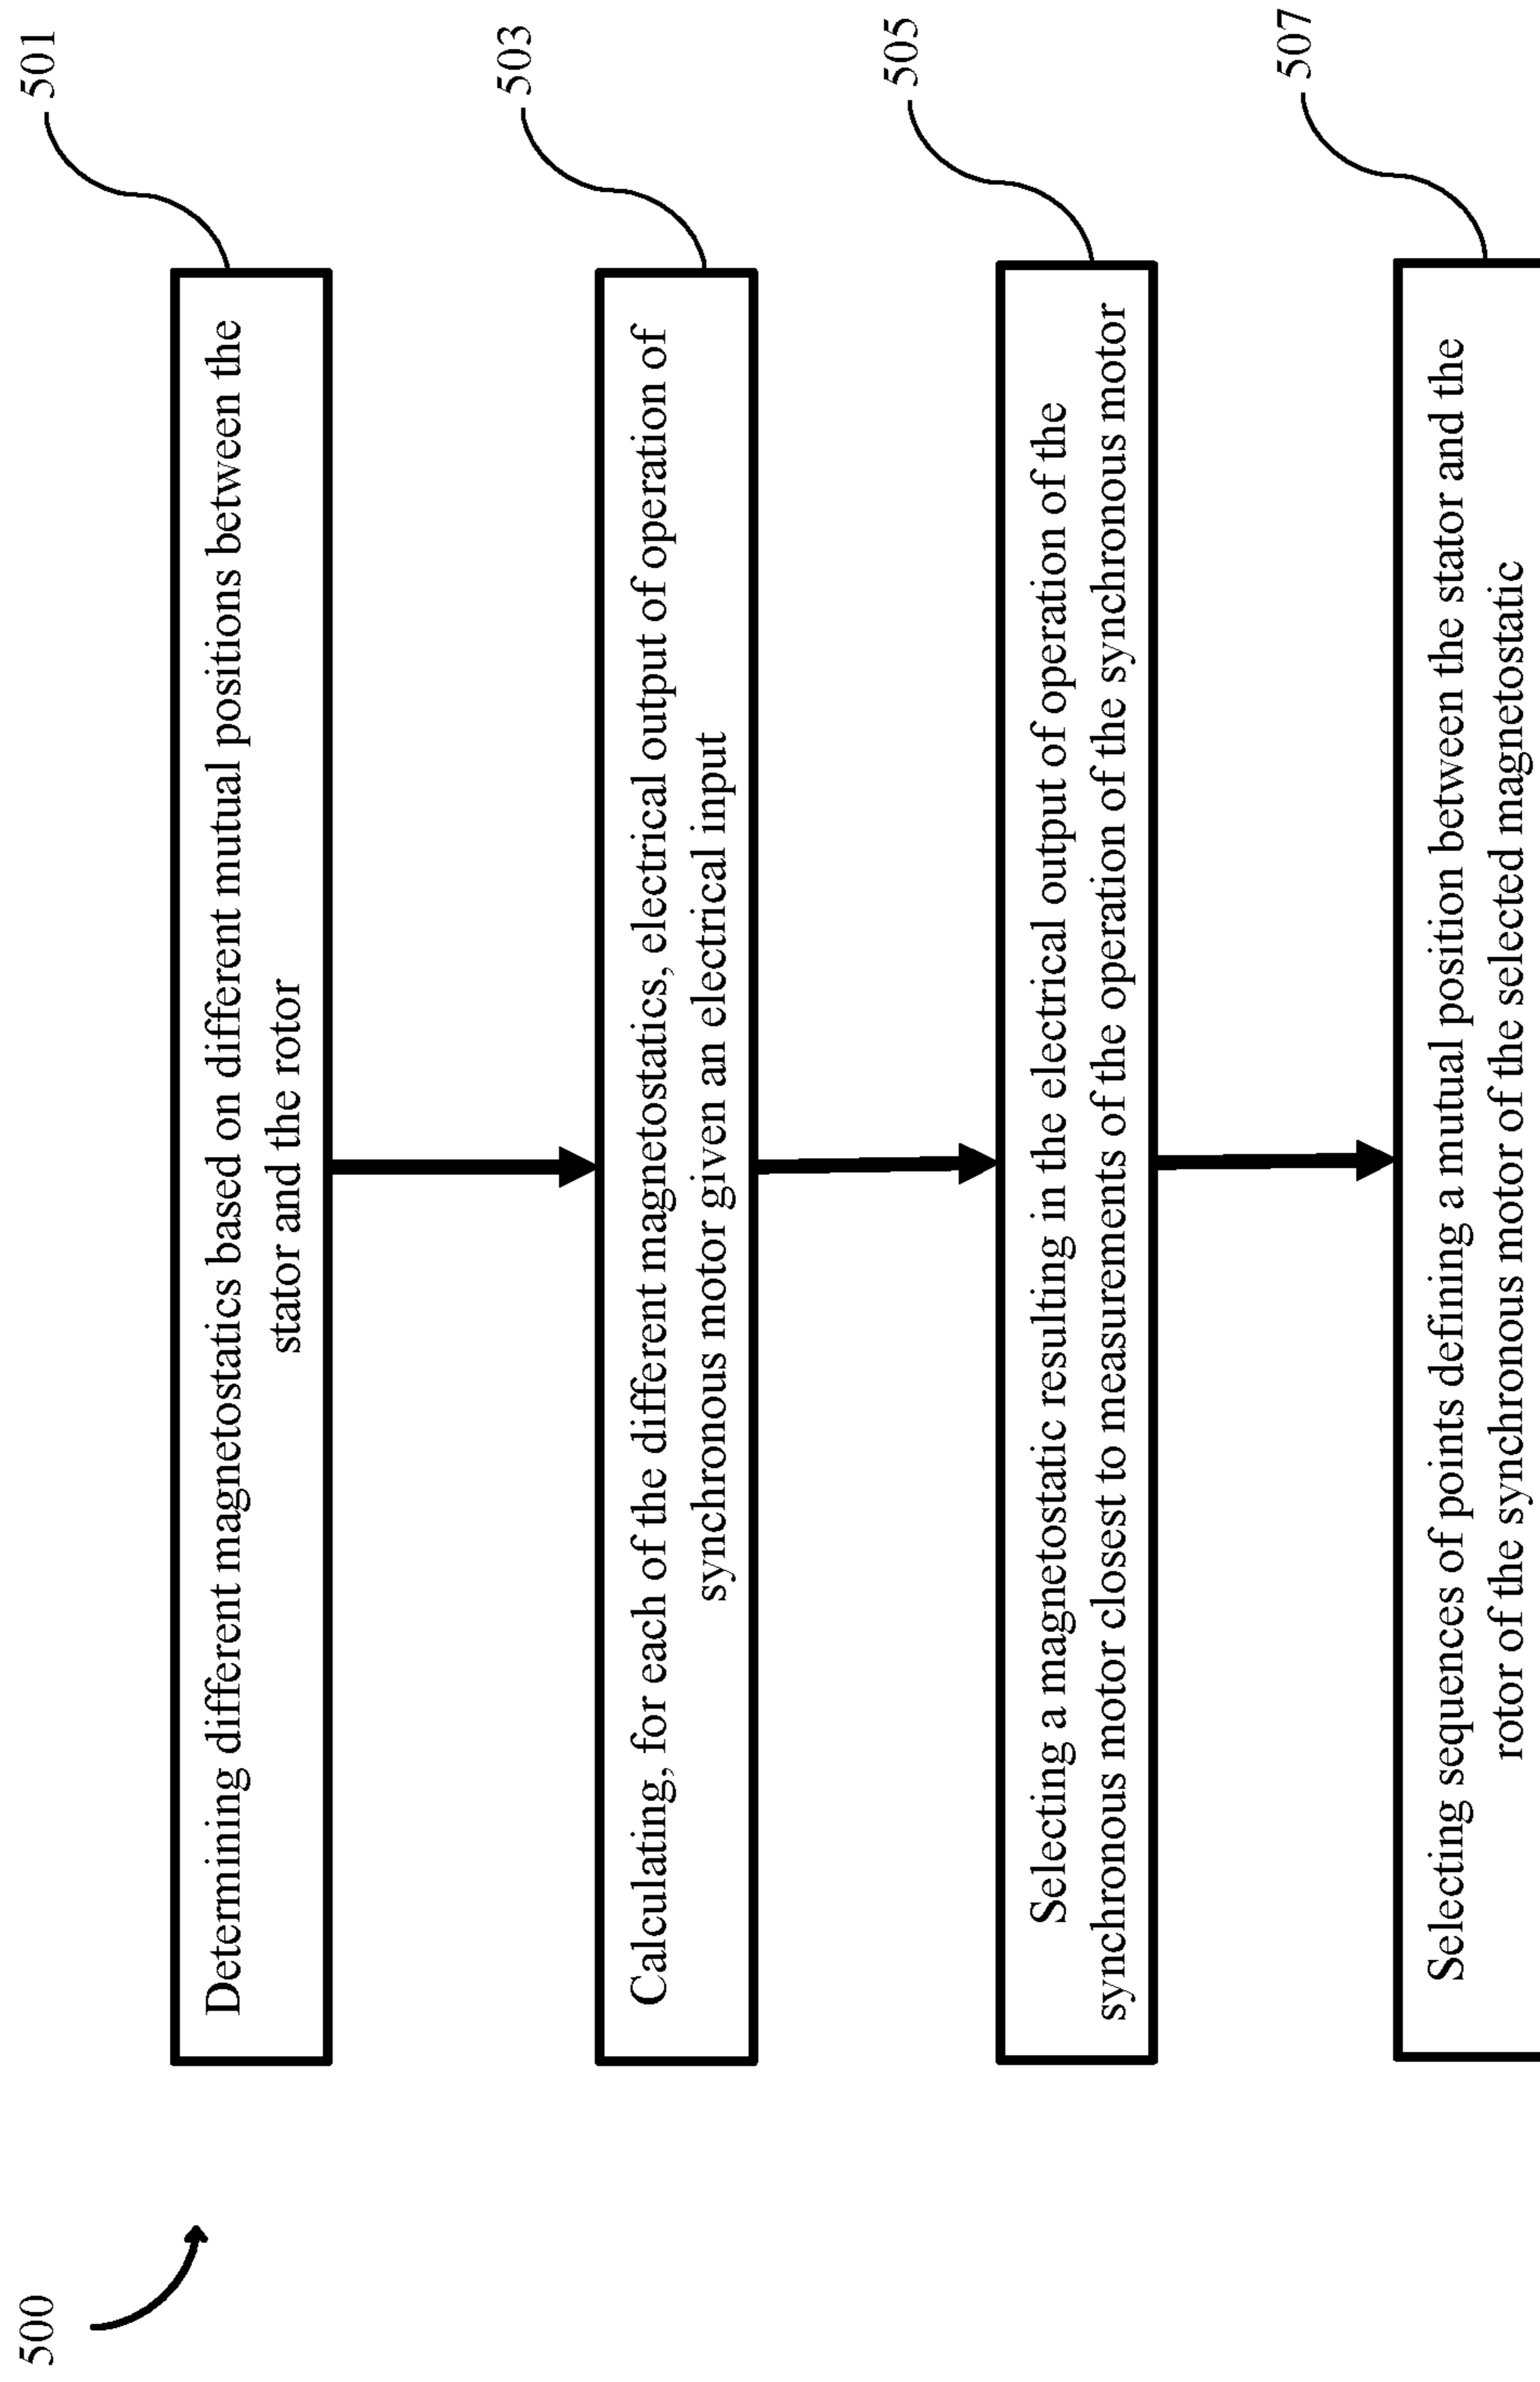 500
501
Determining different magnetostatics based on different mutual positions between the
stator and the rotor
503
Calculating, for each of the different magnetostatics, electrical output of operation of
synchronous motor given an electrical input
505
Selecting a magnetostatic resulting in the electrical output of operation of the
synchronous motor closest to measurements of the operation of the synchronous motor
507
Selecting sequences of points defining a mutual position between the stator and the
rotor of the synchronous motor of the selected magnetostatic